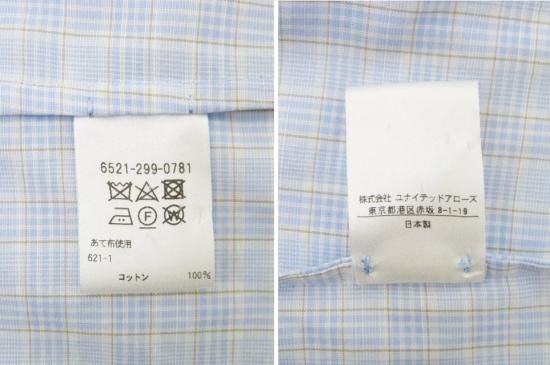 6521-299-0781
F W
あて布使用
621-1
コットン 100%
株式会社 ユナイテッドアローズ
東京都港区赤坂 8-1-19
日本製